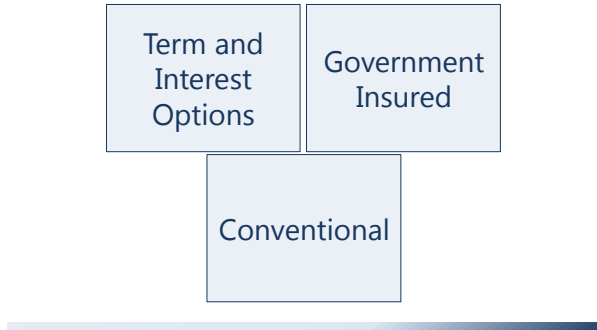 Term and
Interest
Options
Government
Insured
Conventional